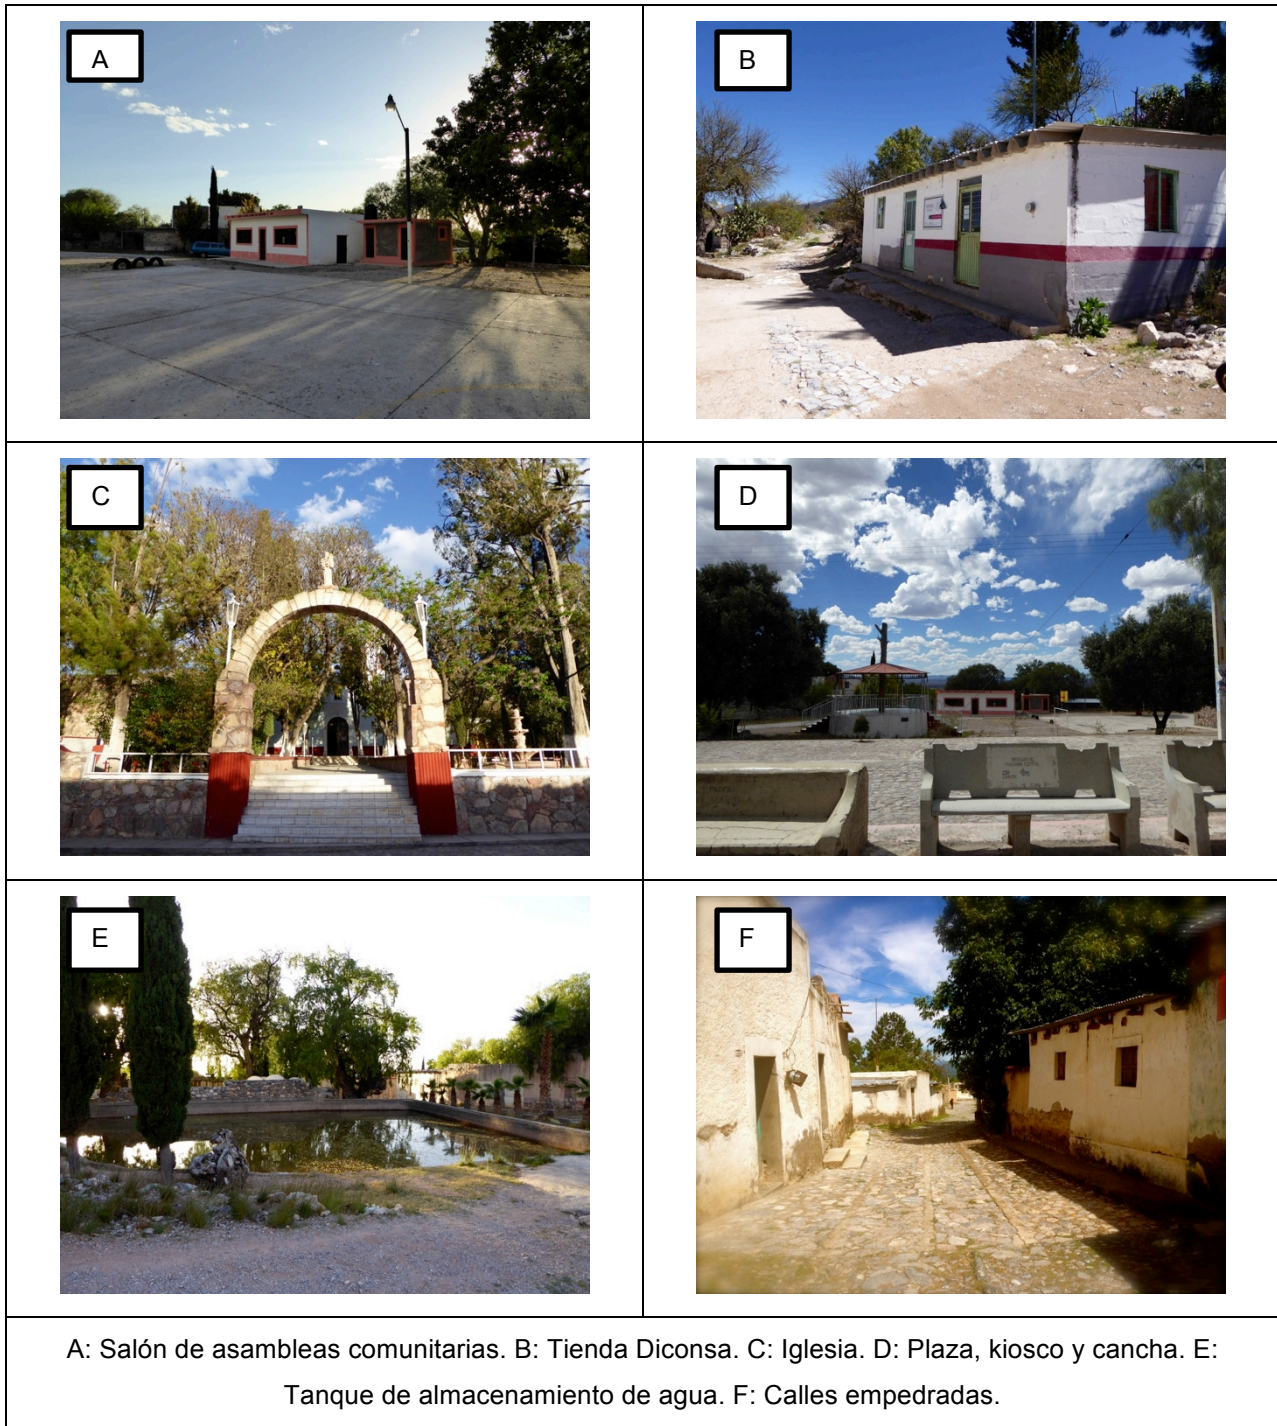 A
B
C
D
E
F
A: Salón de asambleas comunitarias. B: Tienda Diconsa. C: Iglesia. D: Plaza, kiosco y cancha. E:
Tanque de almacenamiento de agua. F: Calles empedradas.